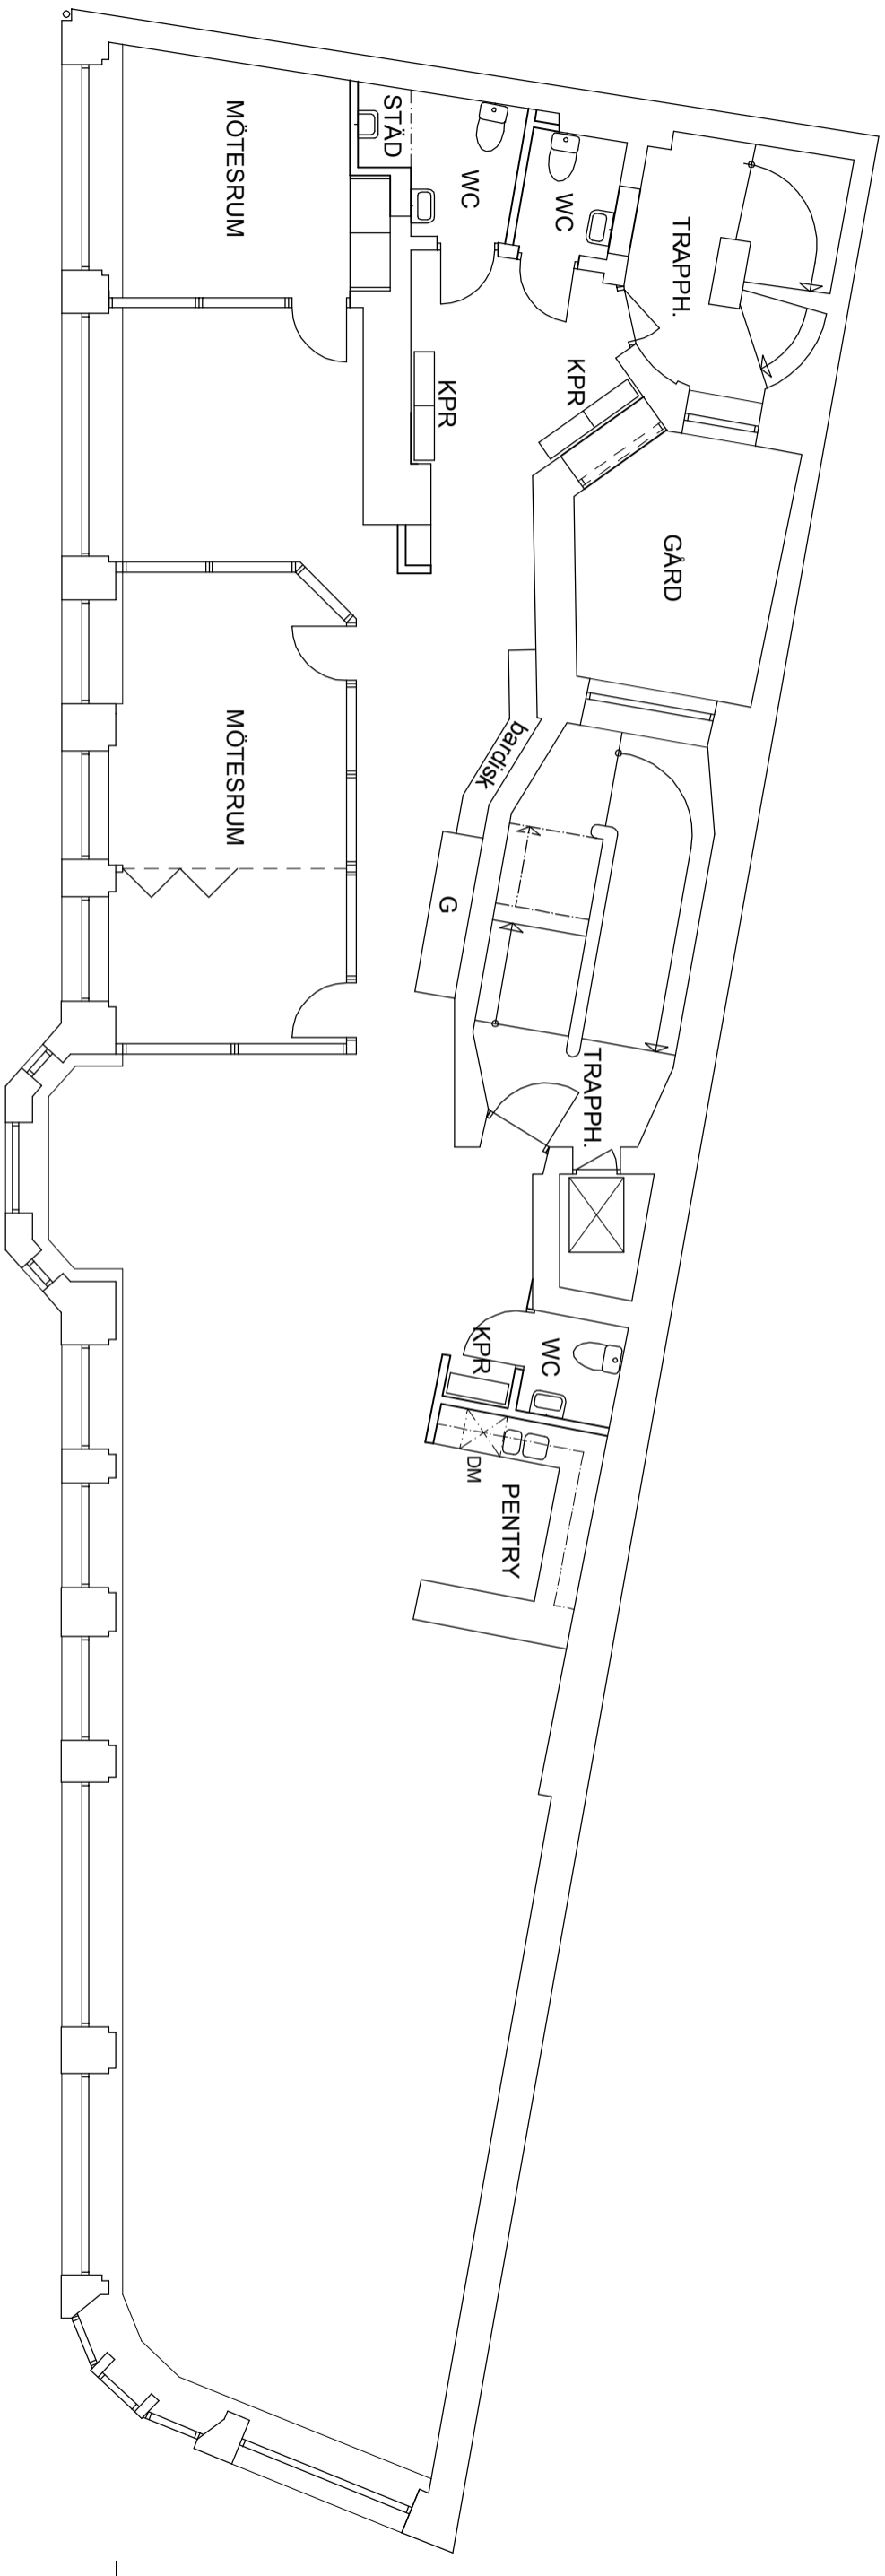 MÖTESRUM
STÄD
WC
WC
TRAPPH.
KPR
KPR
GÅRD
MÖTESRUM
bardisk
G
TRAPPH.
KPR
WC
DM
PENTRY